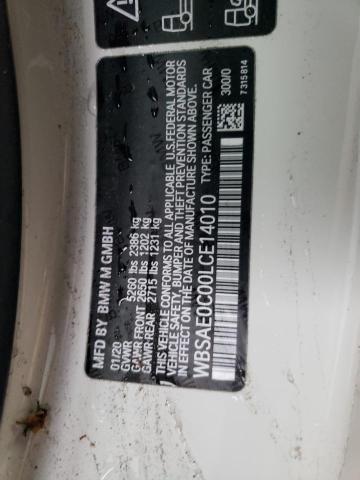 MFD BY: BMW M GMBH
01/20
GVWR 5260 lbs 2386 kg
GAWR FRONT 2650 lbs 1202 kg
GAWR-REAR 2715 lbs 1231 kg
THIS VEHICLE CONFORMS TO ALL APPLICABLE U.S.FEDERAL MOTOR
VEHICLE SAFETY, BUMPER AND THEFT PREVENTION STANDARDS
IN EFFECT ON THE DATE OF MANUFACTURE SHOWN ABOVE.
WBSAE0C00LCE14010 TYPE: PASSENGER CAR
300/0
7315814